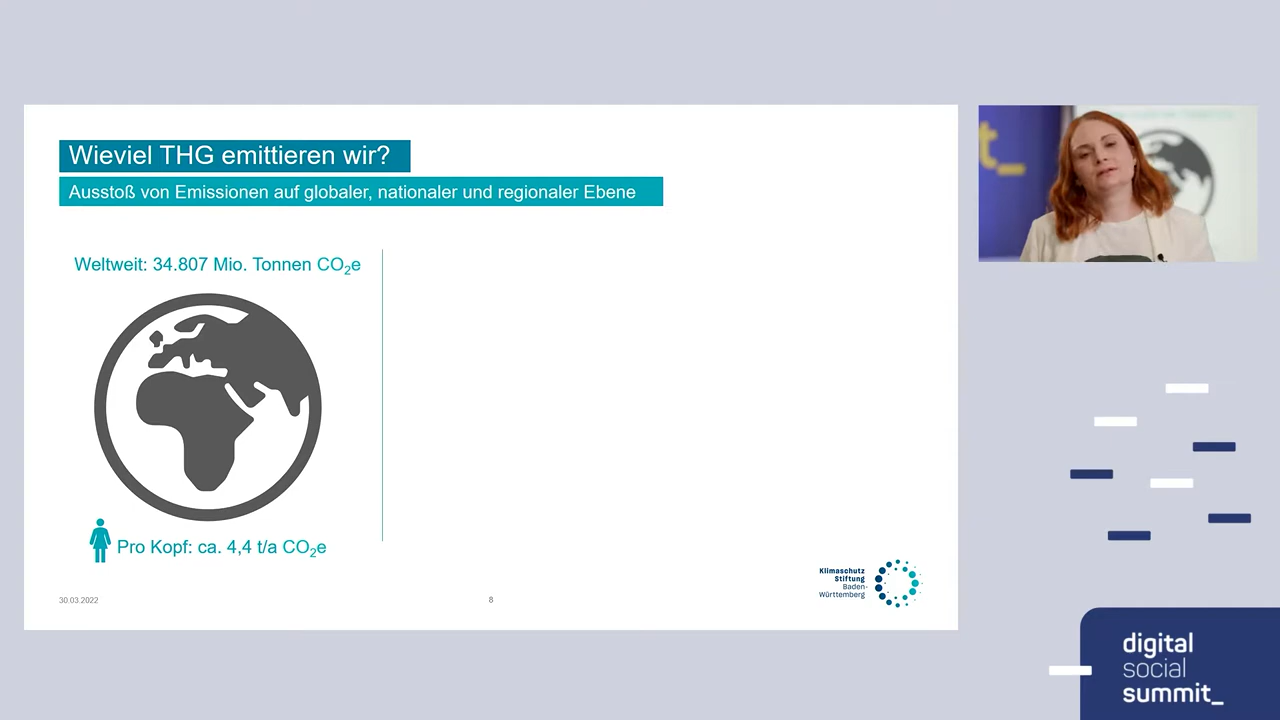 Wieviel THG emittieren wir?
Ausstoß von Emissionen auf globaler, nationaler und regionaler Ebene
Weltweit: 34.807 Mio. Tonnen CO₂e
Pro Kopf: ca. 4,4 t/a CO₂e
30.03.2022
8
Klimaschutz
Stiftung
Baden-
Württemberg
t_
digital
social
summit_